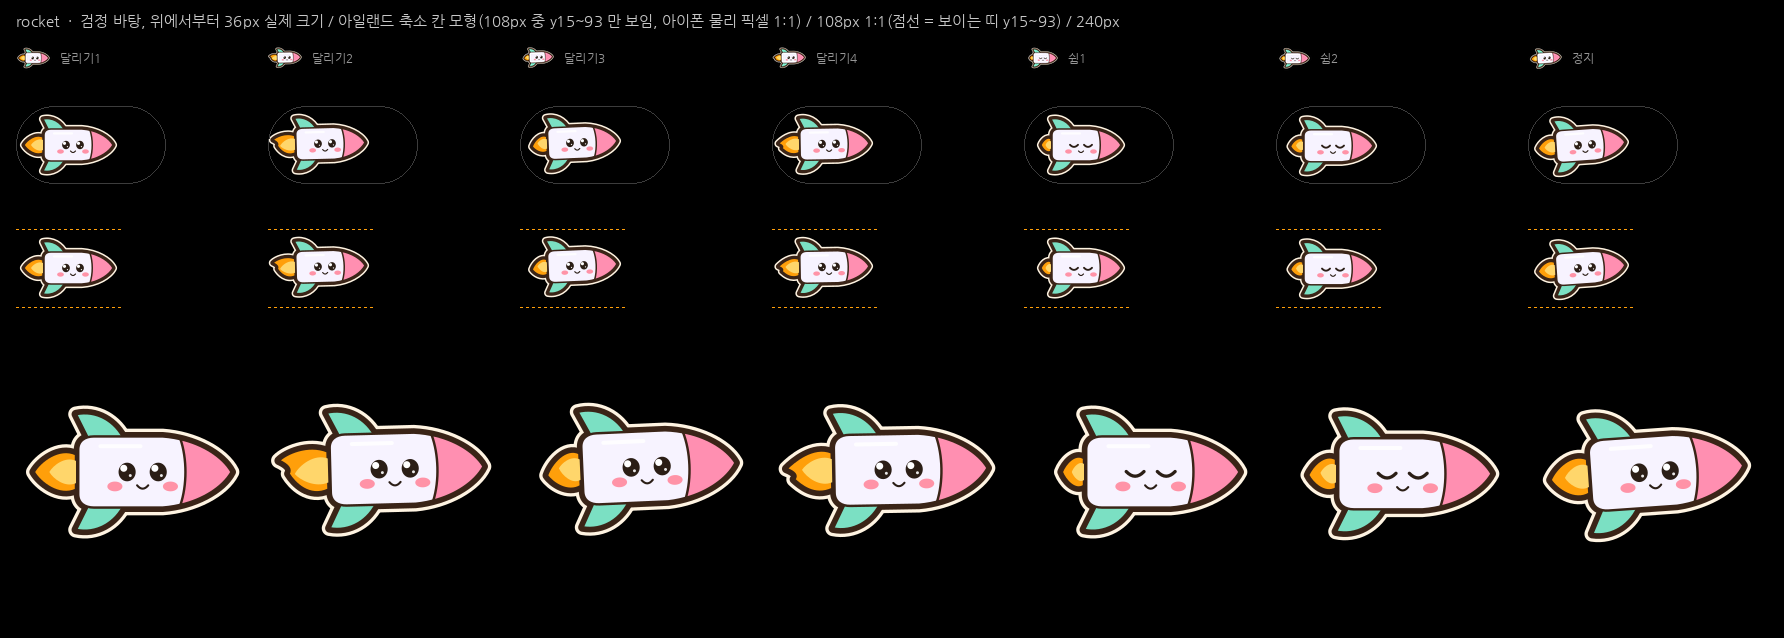 rocket · 검정 바탕, 위에서부터 36px 실제 크기 / 아일랜드 축소 칸 모형(108px 중 y15~93 만 보임, 아이폰 물리 픽셀 1:1) / 108px 1:1(점선 = 보이는 띠 y15~93) / 240px
달리기1 달리기2 달리기3 달리기4 쉼1 쉼2 정지